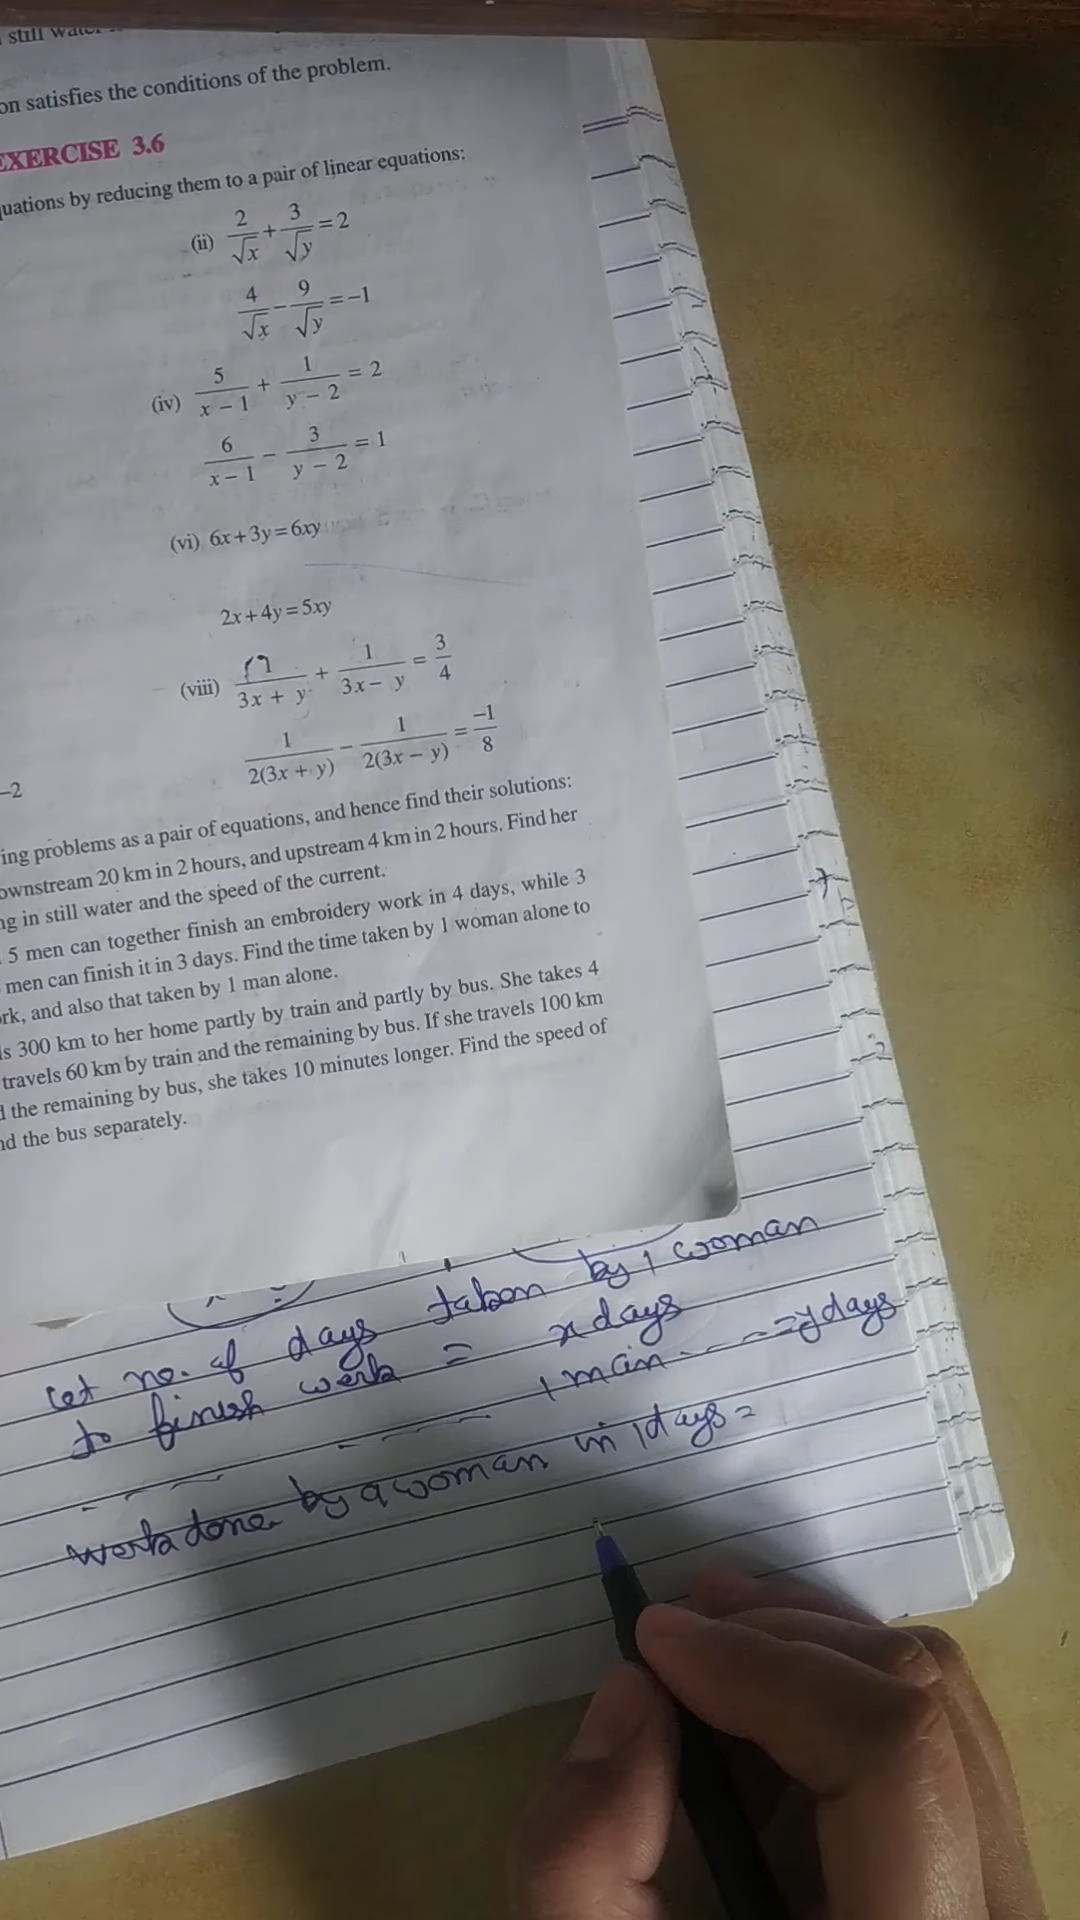 still
on satisfies the conditions of the problem.
EXERCISE 3.6
quations by reducing them to a pair of linear equations:
(ii) 2/√x + 3/√y = 2
4/√x - 9/√y = -1
(iv) 5/(x - 1) + 1/(y - 2) = 2
6/(x - 1) - 3/(y - 2) = 1
(vi) 6x + 3y = 6xy
2x + 4y = 5xy
(viii) /(3x + y) + 1/(3x - y) = 3/4
1/(2(3x + y)) - 1/(2(3x - y)) = -1/8
-2
ing problems as a pair of equations, and hence find their solutions:
ownstream 20 km in 2 hours, and upstream 4 km in 2 hours. Find her
ng in still water and the speed of the current.
5 men can together finish an embroidery work in 4 days, while 3
men can finish it in 3 days. Find the time taken by 1 woman alone to
rk, and also that taken by 1 man alone.
ls 300 km to her home partly by train and partly by bus. She takes 4
travels 60 km by train and the remaining by bus. If she travels 100 km
d the remaining by bus, she takes 10 minutes longer. Find the speed of
nd the bus separately.
Let no. of days taken by 1 woman
to finish work = x days
1 man = y days
work done by a woman in 1 days =